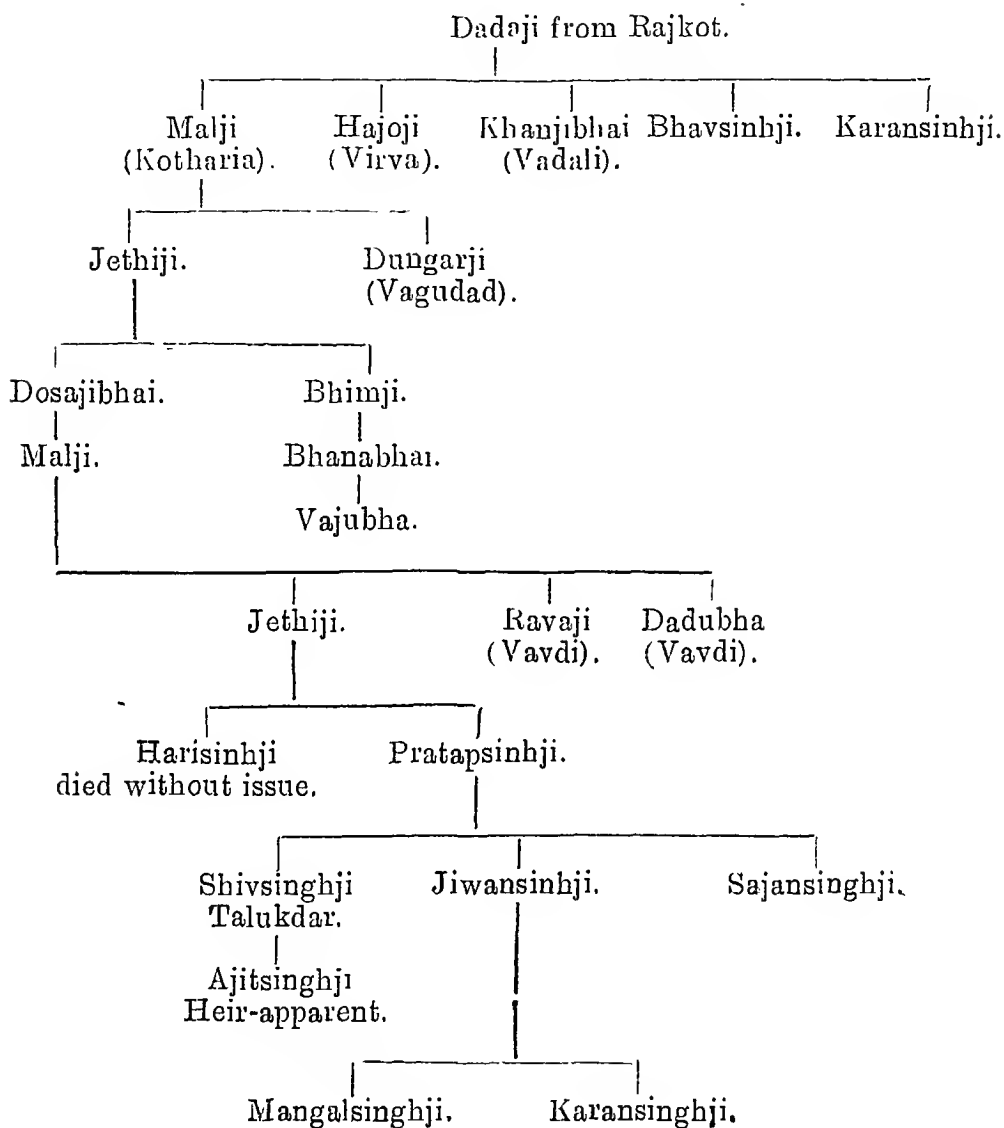 Dadaji from Rajkot.
Malji Hajoji Khanjibhai Bhavsinhji. Karansinhji.
(Kotharia). (Virva). (Vadali).
Jethiji. Dungarji
(Vagudad).
Dosajibhai. Bhimji.
Malji. Bhanabhai.
Vajubha.
Jethiji. Ravaji Dadubha
(Vavdi). (Vavdi).
Harisinhji Pratapsinhji.
died without issue.
Shivsinghji Jiwansinhji. Sajansinghji.
Talukdar.
Ajitsinghji
Heir-apparent.
Mangalsinghji. Karansinghji.